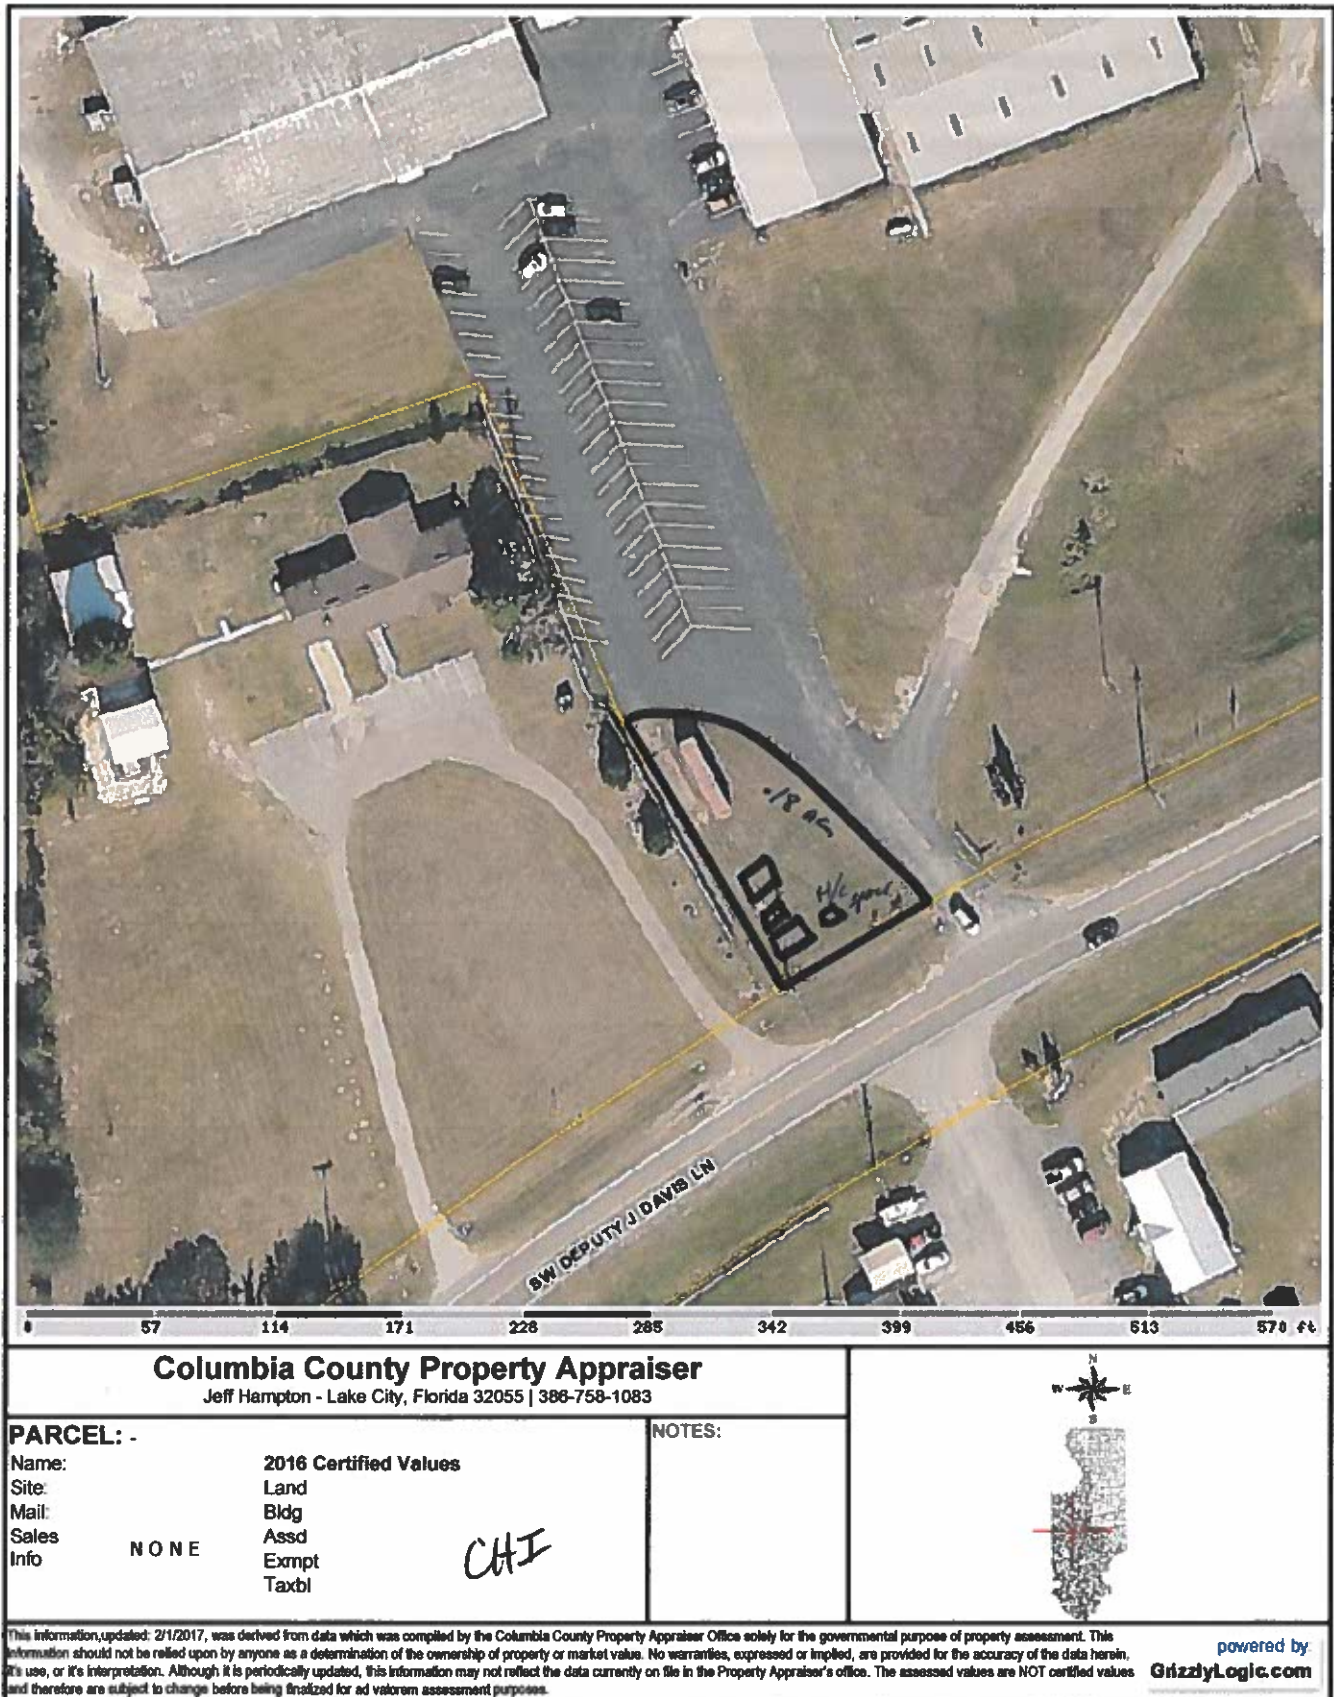 .18 AC
H/C
SW DEPUTY J DAVIS LN
0 57 114 171 228 285 342 399 456 513 570 ft
Columbia County Property Appraiser
Jeff Hampton - Lake City, Florida 32055 | 386-758-1083
PARCEL: -
Name:
Site:
Mail:
Sales
Info
NONE
2016 Certified Values
Land
Bldg
Assd
Exmpt
Taxbl
CHI
NOTES:
N
W E
S
This information,updated: 2/1/2017, was derived from data which was compiled by the Columbia County Property Appraiser Office solely for the governmental purpose of property assessment. This
information should not be relied upon by anyone as a determination of the ownership of property or market value. No warranties, expressed or implied, are provided for the accuracy of the data herein,
it's use, or it's interpretation. Although it is periodically updated, this information may not reflect the data currently on file in the Property Appraiser's office. The assessed values are NOT certified values
and therefore are subject to change before being finalized for ad valorem assessment purposes.
powered by:
GrizzlyLogic.com